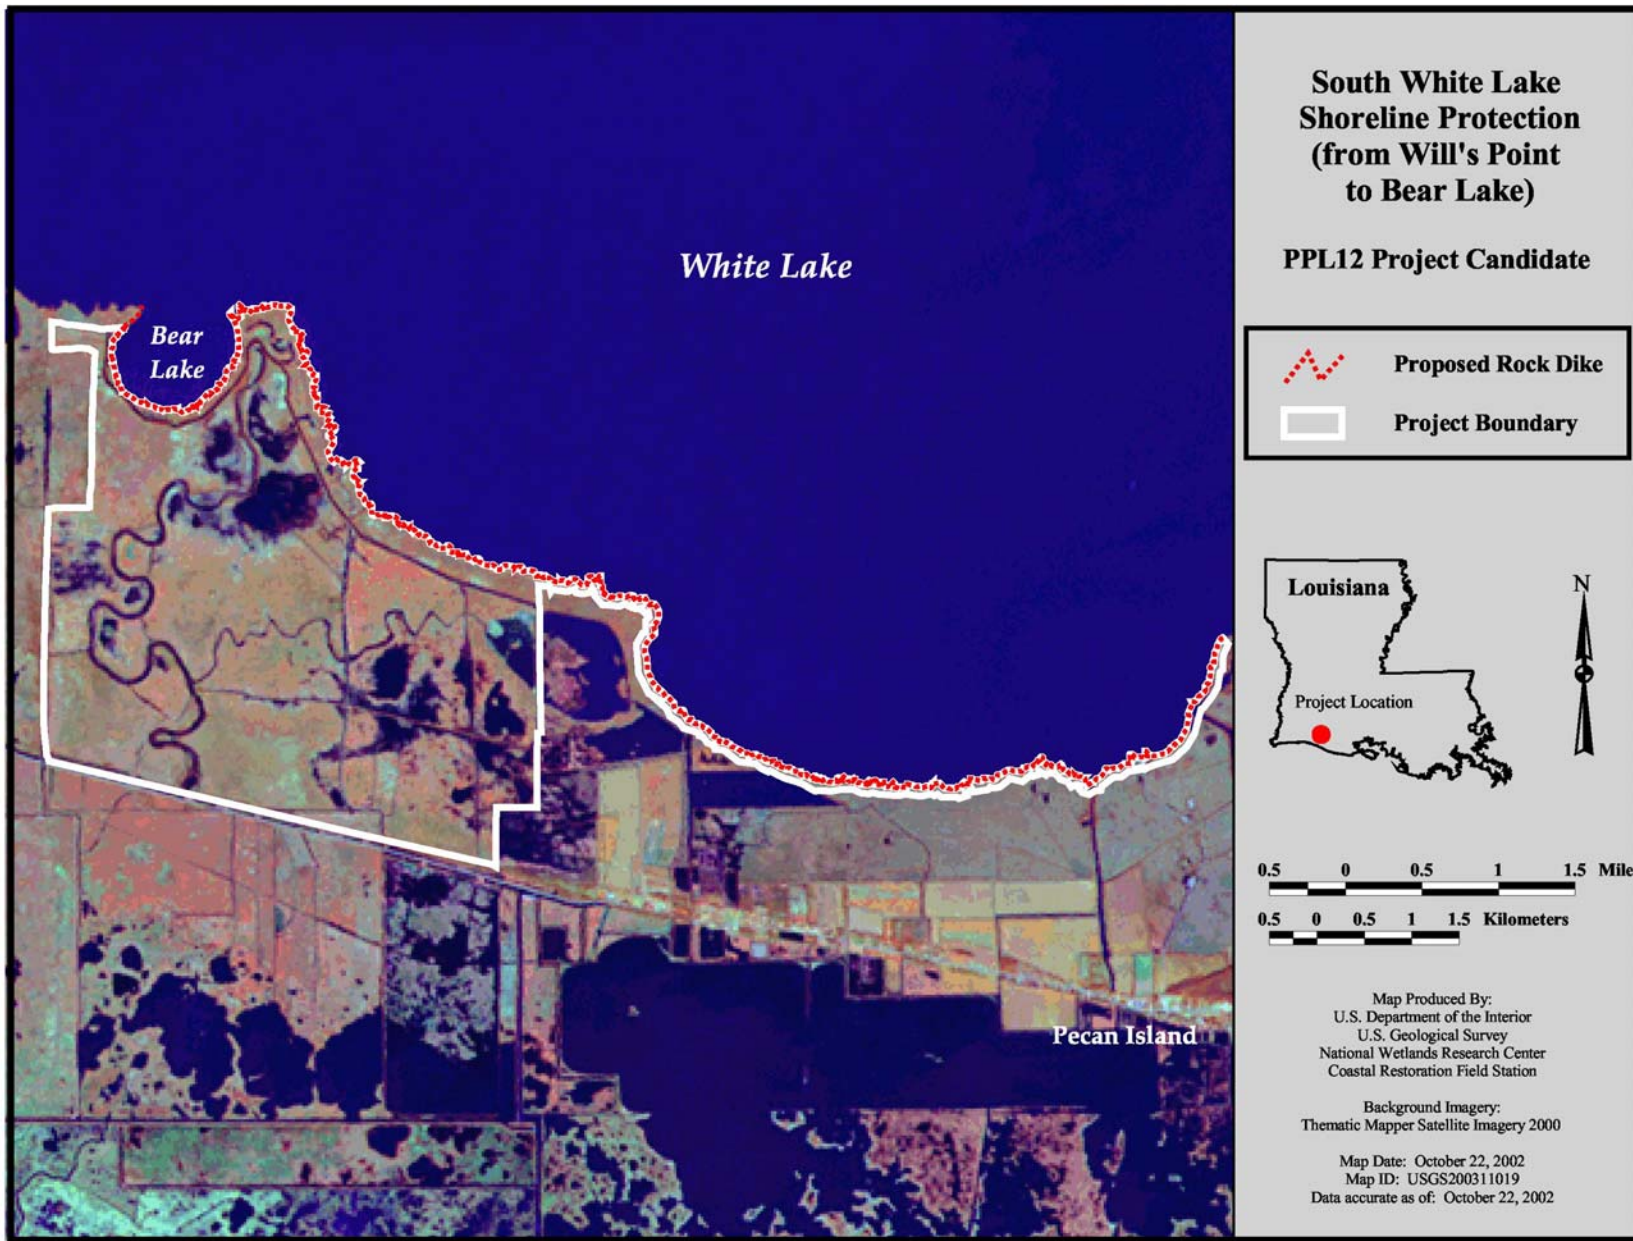 South White Lake
Shoreline Protection
(from Will's Point
to Bear Lake)
PPL12 Project Candidate
White Lake
Bear
Lake
Pecan Island
Proposed Rock Dike
Project Boundary
Louisiana
N
Project Location
0.5 0 0.5 1 1.5 Mile
0.5 0 0.5 1 1.5 Kilometers
Map Produced By:
U.S. Department of the Interior
U.S. Geological Survey
National Wetlands Research Center
Coastal Restoration Field Station
Background Imagery:
Thematic Mapper Satellite Imagery 2000
Map Date: October 22, 2002
Map ID: USGS200311019
Data accurate as of: October 22, 2002